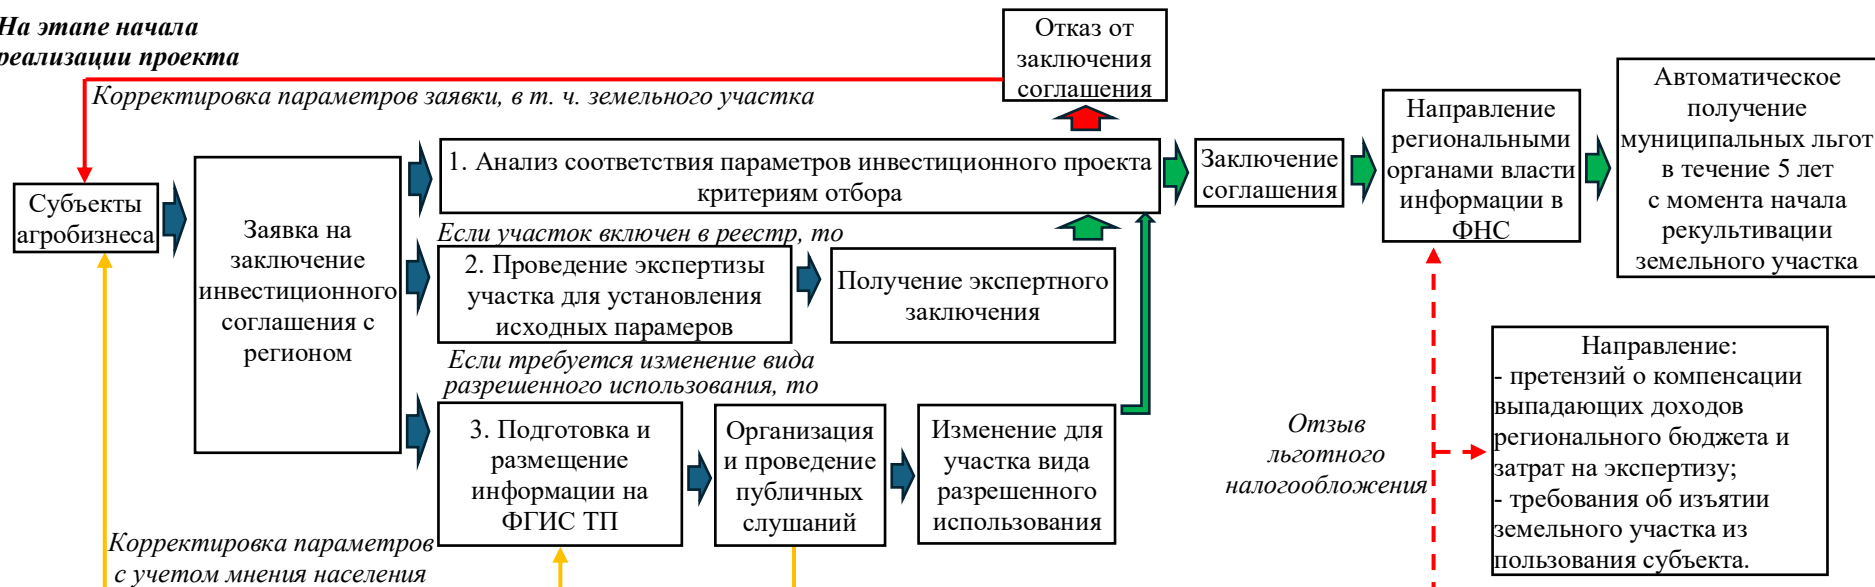 На этапе начала
реализации проекта
Отказ от
заключения
соглашения
Корректировка параметров заявки, в т. ч. земельного участка
Субъекты
агробизнеса
Заявка на
заключение
инвестиционного
соглашения с
регионом
1. Анализ соответствия параметров инвестиционного проекта
критериям отбора
Заключение
соглашения
Направление
региональными
органами власти
информации в
ФНС
Автоматическое
получение
муниципальных льгот
в течение 5 лет
с момента начала
рекультивации
земельного участка
Если участок включен в реестр, то
2. Проведение экспертизы
участка для установления
исходных парамеров
Получение экспертного
заключения
Если требуется изменение вида
разрешенного использования, то
3. Подготовка и
размещение
информации на
ФГИС ТП
Организация
и проведение
публичных
слушаний
Изменение для
участка вида
разрешенного
использования
Отзыв
льготного
налогообложения
Направление:
- претензий о компенсации
выпадающих доходов
регионального бюджета и
затрат на экспертизу;
- требования об изъятии
земельного участка из
пользования субъекта.
Корректировка параметров
с учетом мнения населения